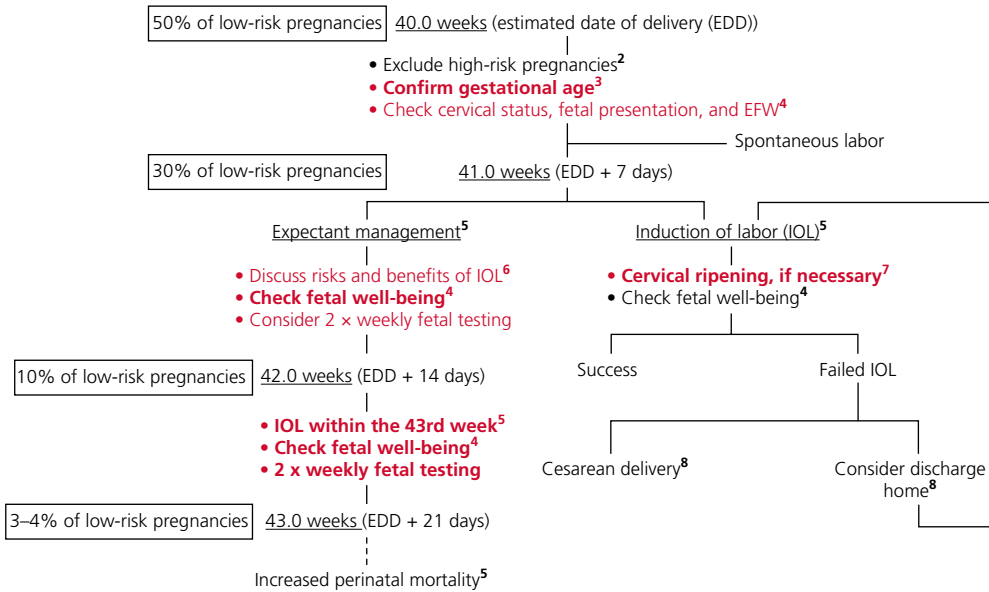 50% of low-risk pregnancies 40.0 weeks (estimated date of delivery (EDD))
• Exclude high-risk pregnancies2
• Confirm gestational age3
• Check cervical status, fetal presentation, and EFW4
Spontaneous labor
30% of low-risk pregnancies 41.0 weeks (EDD + 7 days)
Expectant management5
• Discuss risks and benefits of IOL6
• Check fetal well-being4
• Consider 2 × weekly fetal testing
Induction of labor (IOL)5
• Cervical ripening, if necessary7
• Check fetal well-being4
Success
Failed IOL
10% of low-risk pregnancies 42.0 weeks (EDD + 14 days)
• IOL within the 43rd week5
• Check fetal well-being4
• 2 x weekly fetal testing
Cesarean delivery8
Consider discharge
home8
3–4% of low-risk pregnancies 43.0 weeks (EDD + 21 days)
Increased perinatal mortality5